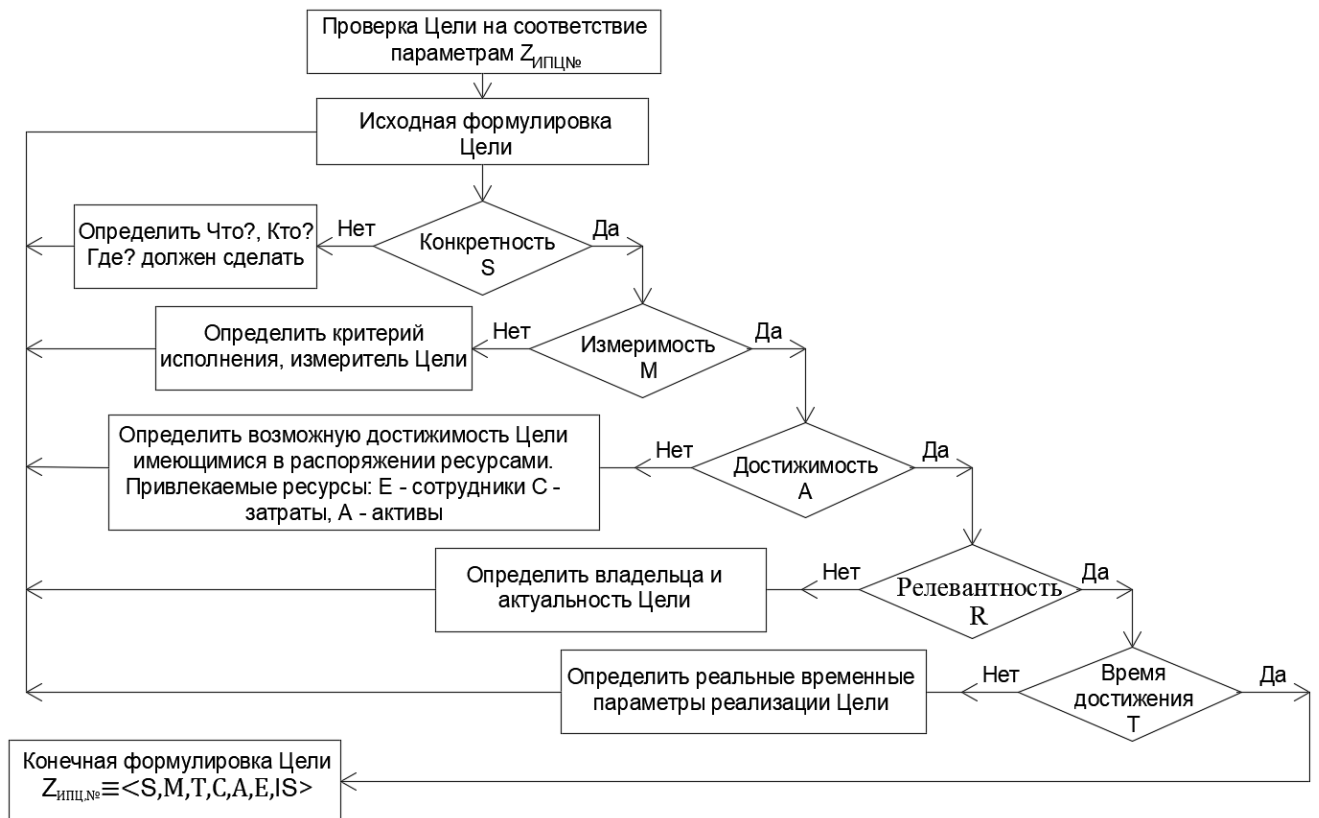 Проверка Цели на соответствие
параметрам ZИПЦ№
Исходная формулировка
Цели
Определить Что?, Кто?
Где? должен сделать
Нет
Конкретность
S
Да
Определить критерий
исполнения, измеритель Цели
Нет
Измеримость
М
Да
Определить возможную достижимость Цели
имеющимися в распоряжении ресурсами.
Привлекаемые ресурсы: Е - сотрудники С -
затраты, А - активы
Нет
Достижимость
А
Да
Определить владельца и
актуальность Цели
Нет
Релевантность
R
Да
Определить реальные временные
параметры реализации Цели
Нет
Время
достижения
Т
Да
Конечная формулировка Цели
ZИПЦ,№≡<S,M,T,C,A,E,IS>